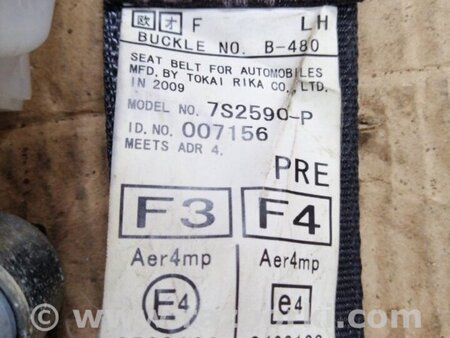 欧 オ F LH
BUCKLE NO. B-480
SEAT BELT FOR AUTOMOBILES
MFD. BY TOKAI RIKA CO., LTD.
IN 2009
MODEL NO. 7S2590-P
ID. NO. 007156
MEETS ADR 4.
PRE
F3 F4
Aer4mp Aer4mp
E4 e4